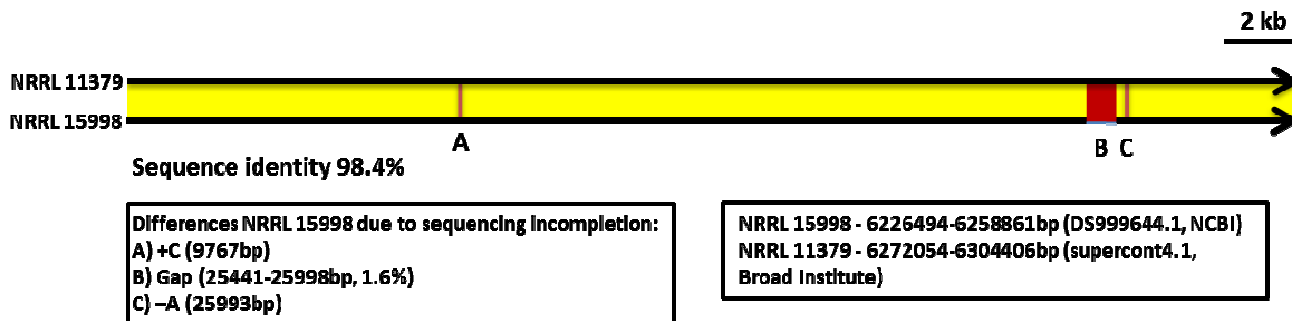 2 kb
NRRL 11379
NRRL 15998
A
B C
Sequence identity 98.4%
Differences NRRL 15998 due to sequencing incompletion:
A) +C (9767bp)
B) Gap (25441-25998bp, 1.6%)
C) –A (25993bp)
NRRL 15998 - 6226494-6258861bp (DS999644.1, NCBI)
NRRL 11379 - 6272054-6304406bp (supercont4.1,
Broad Institute)